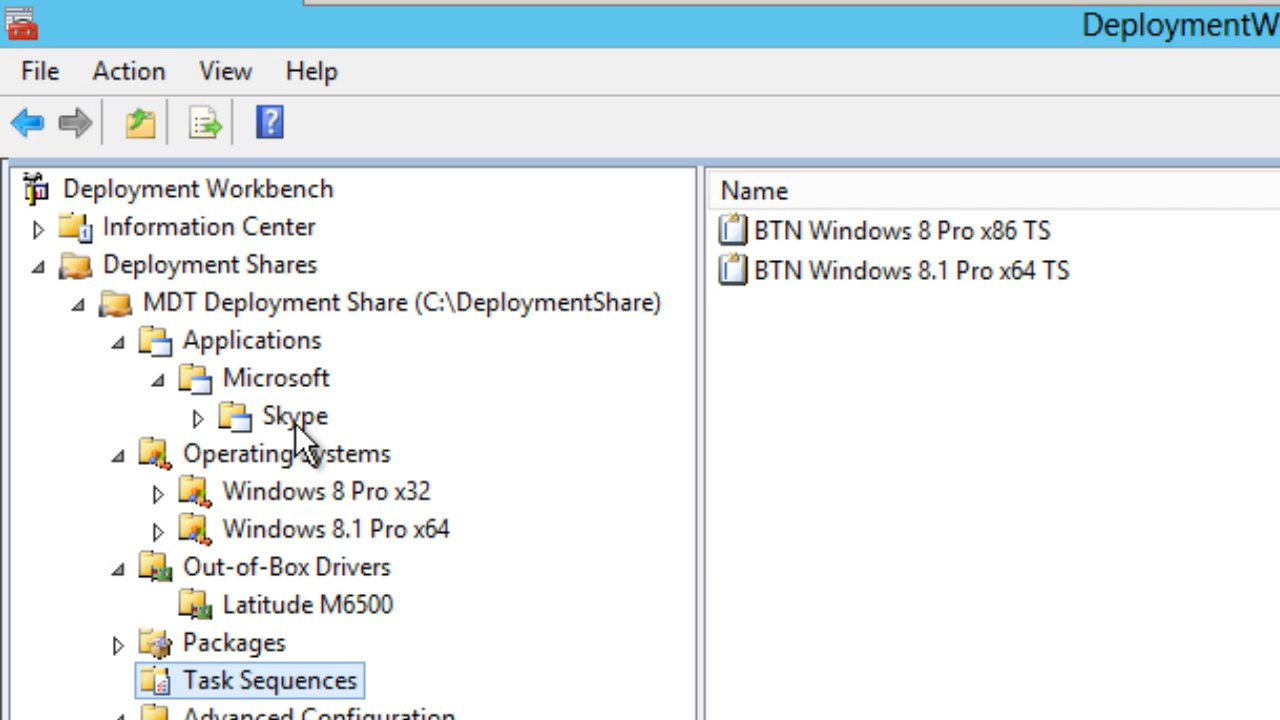 DeploymentW
File Action View Help
Deployment Workbench
Information Center
Deployment Shares
MDT Deployment Share (C:\DeploymentShare)
Applications
Microsoft
Skype
Operating Systems
Windows 8 Pro x32
Windows 8.1 Pro x64
Out-of-Box Drivers
Latitude M6500
Packages
Task Sequences
Advanced Configuration
Name
BTN Windows 8 Pro x86 TS
BTN Windows 8.1 Pro x64 TS